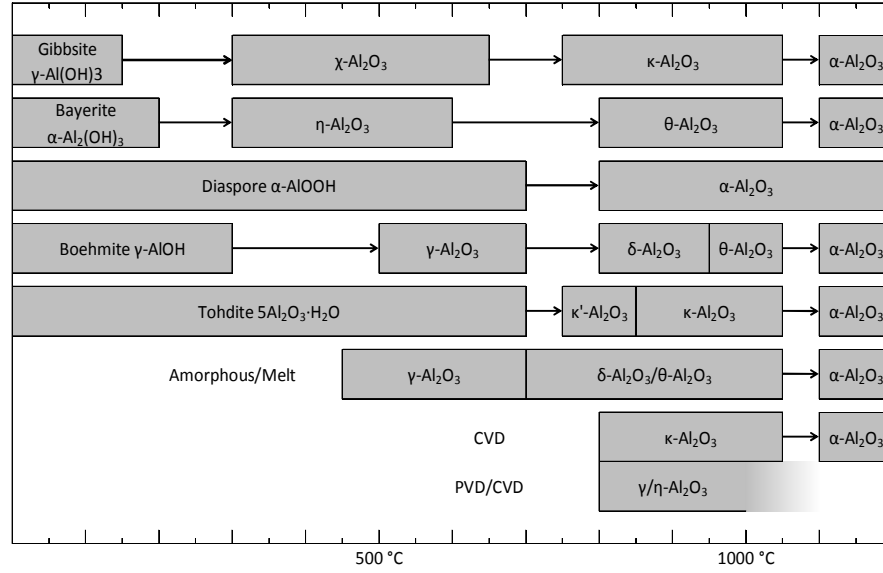 Gibbsite
γ-Al(OH)3
χ-Al₂O₃
κ-Al₂O₃
α-Al₂O₃
Bayerite
α-Al₂(OH)₃
η-Al₂O₃
θ-Al₂O₃
α-Al₂O₃
Diaspore α-AlOOH
α-Al₂O₃
Boehmite γ-AlOH
γ-Al₂O₃
δ-Al₂O₃
θ-Al₂O₃
α-Al₂O₃
Tohdite 5Al₂O₃·H₂O
κ'-Al₂O₃
κ-Al₂O₃
α-Al₂O₃
Amorphous/Melt
γ-Al₂O₃
δ-Al₂O₃/θ-Al₂O₃
α-Al₂O₃
CVD
κ-Al₂O₃
α-Al₂O₃
PVD/CVD
γ/η-Al₂O₃
500 °C
1000 °C